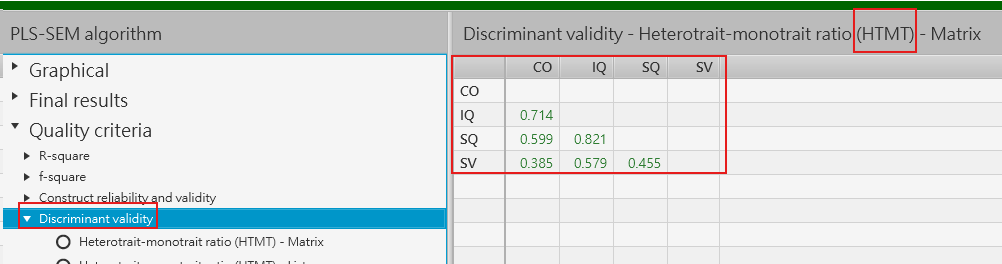 PLS-SEM algorithm
Graphical
Final results
Quality criteria
R-square
f-square
Construct reliability and validity
Discriminant validity
Heterotrait-monotrait ratio (HTMT) - Matrix
Discriminant validity - Heterotrait-monotrait ratio (HTMT) - Matrix
CO IQ SQ SV
CO
IQ 0.714
SQ 0.599 0.821
SV 0.385 0.579 0.455